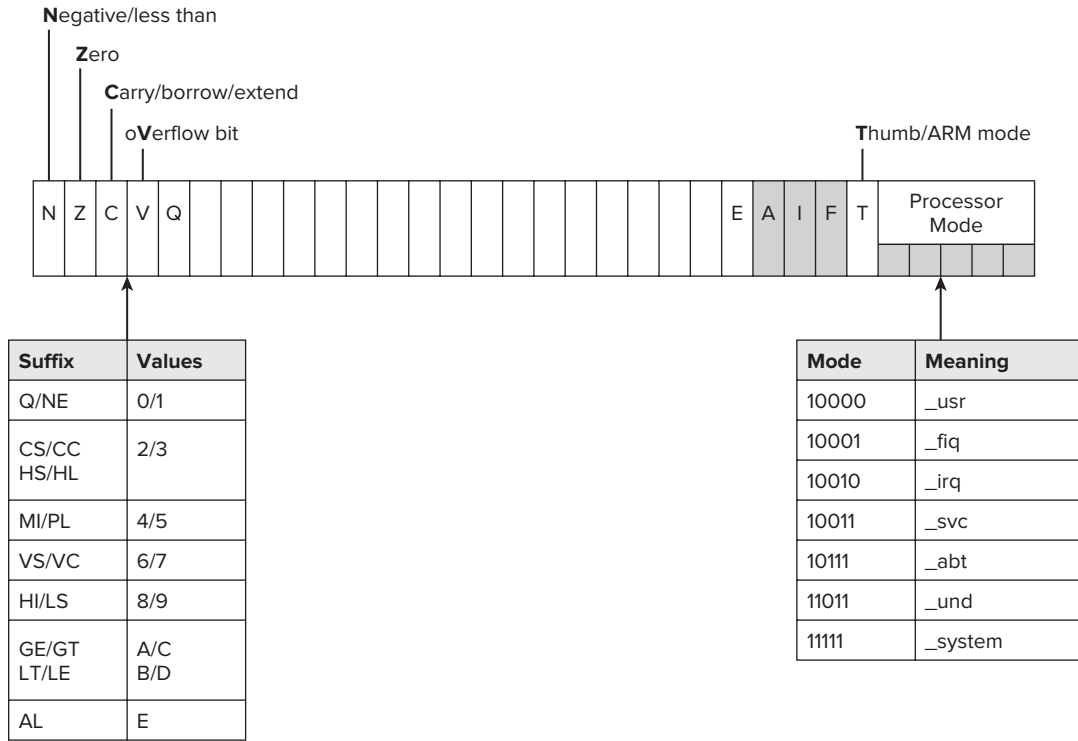 Negative/less than
Zero
Carry/borrow/extend
oVerflow bit
Thumb/ARM mode
N Z C V Q E A I F T
Processor
Mode
Suffix Values
Q/NE 0/1
CS/CC 2/3
HS/HL
MI/PL 4/5
VS/VC 6/7
HI/LS 8/9
GE/GT A/C
LT/LE B/D
AL E
Mode Meaning
10000 _usr
10001 _fiq
10010 _irq
10011 _svc
10111 _abt
11011 _und
11111 _system